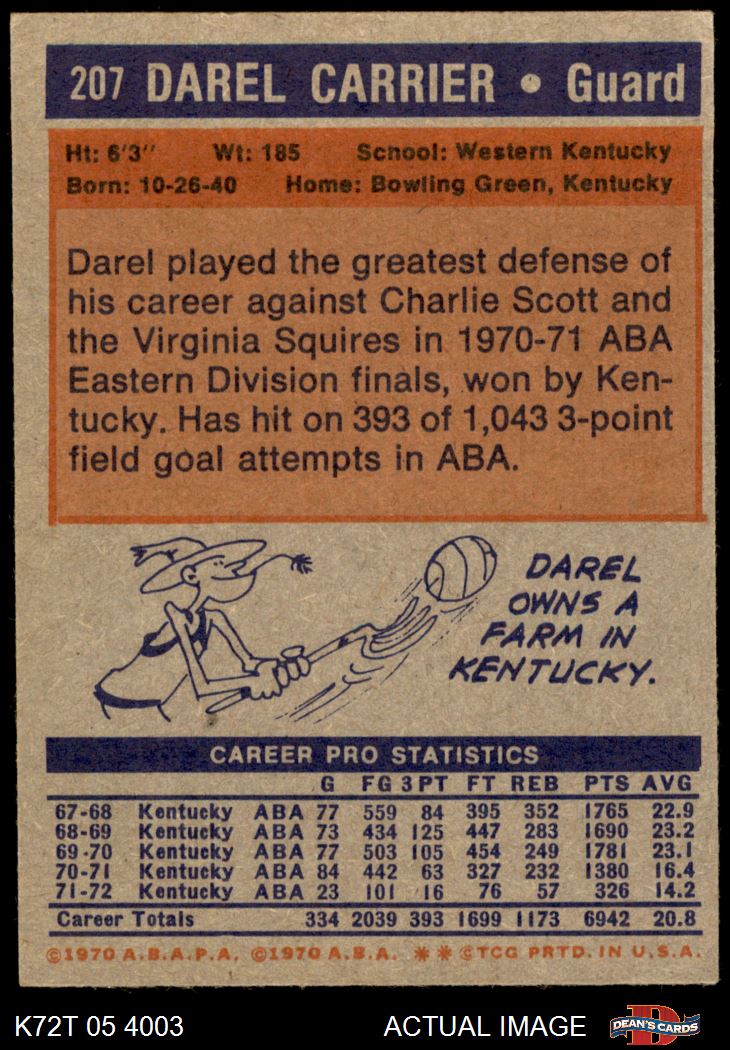 207 DAREL CARRIER • Guard
Ht: 6'3'' Wt: 185 School: Western Kentucky
Born: 10-26-40 Home: Bowling Green, Kentucky
Darel played the greatest defense of
his career against Charlie Scott and
the Virginia Squires in 1970-71 ABA
Eastern Division finals, won by Ken-
tucky. Has hit on 393 of 1,043 3-point
field goal attempts in ABA.
DAREL
OWNS A
FARM IN
KENTUCKY.
CAREER PRO STATISTICS
G FG 3PT FT REB PTS AVG
67-68 Kentucky ABA 77 559 84 395 352 1765 22.9
68-69 Kentucky ABA 73 434 125 447 283 1690 23.2
69-70 Kentucky ABA 77 503 105 454 249 1781 23.1
70-71 Kentucky ABA 84 442 63 327 232 1380 16.4
71-72 Kentucky ABA 23 101 16 76 57 326 14.2
Career Totals 334 2039 393 1699 1173 6942 20.8
©1970 A.B.A.P.A. ©1970 A.B.A. ** ©TCG PRTD. IN U.S.A.
K72T 05 4003 ACTUAL IMAGE D DEAN'S CARDS